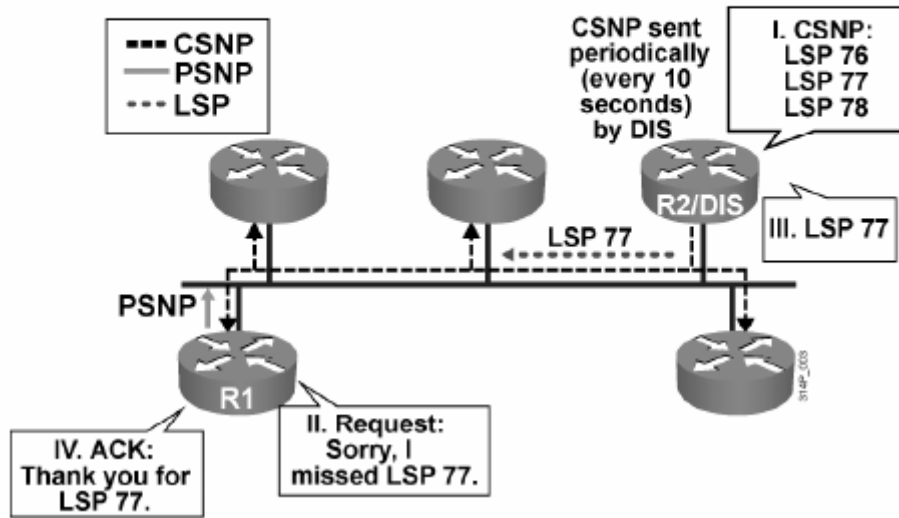 CSNP
PSNP
LSP
CSNP sent
periodically
(every 10
seconds)
by DIS
I. CSNP:
LSP 76
LSP 77
LSP 78
R2/DIS
III. LSP 77
LSP 77
PSNP
R1
II. Request:
Sorry, I
missed LSP 77.
IV. ACK:
Thank you for
LSP 77.
314P_003